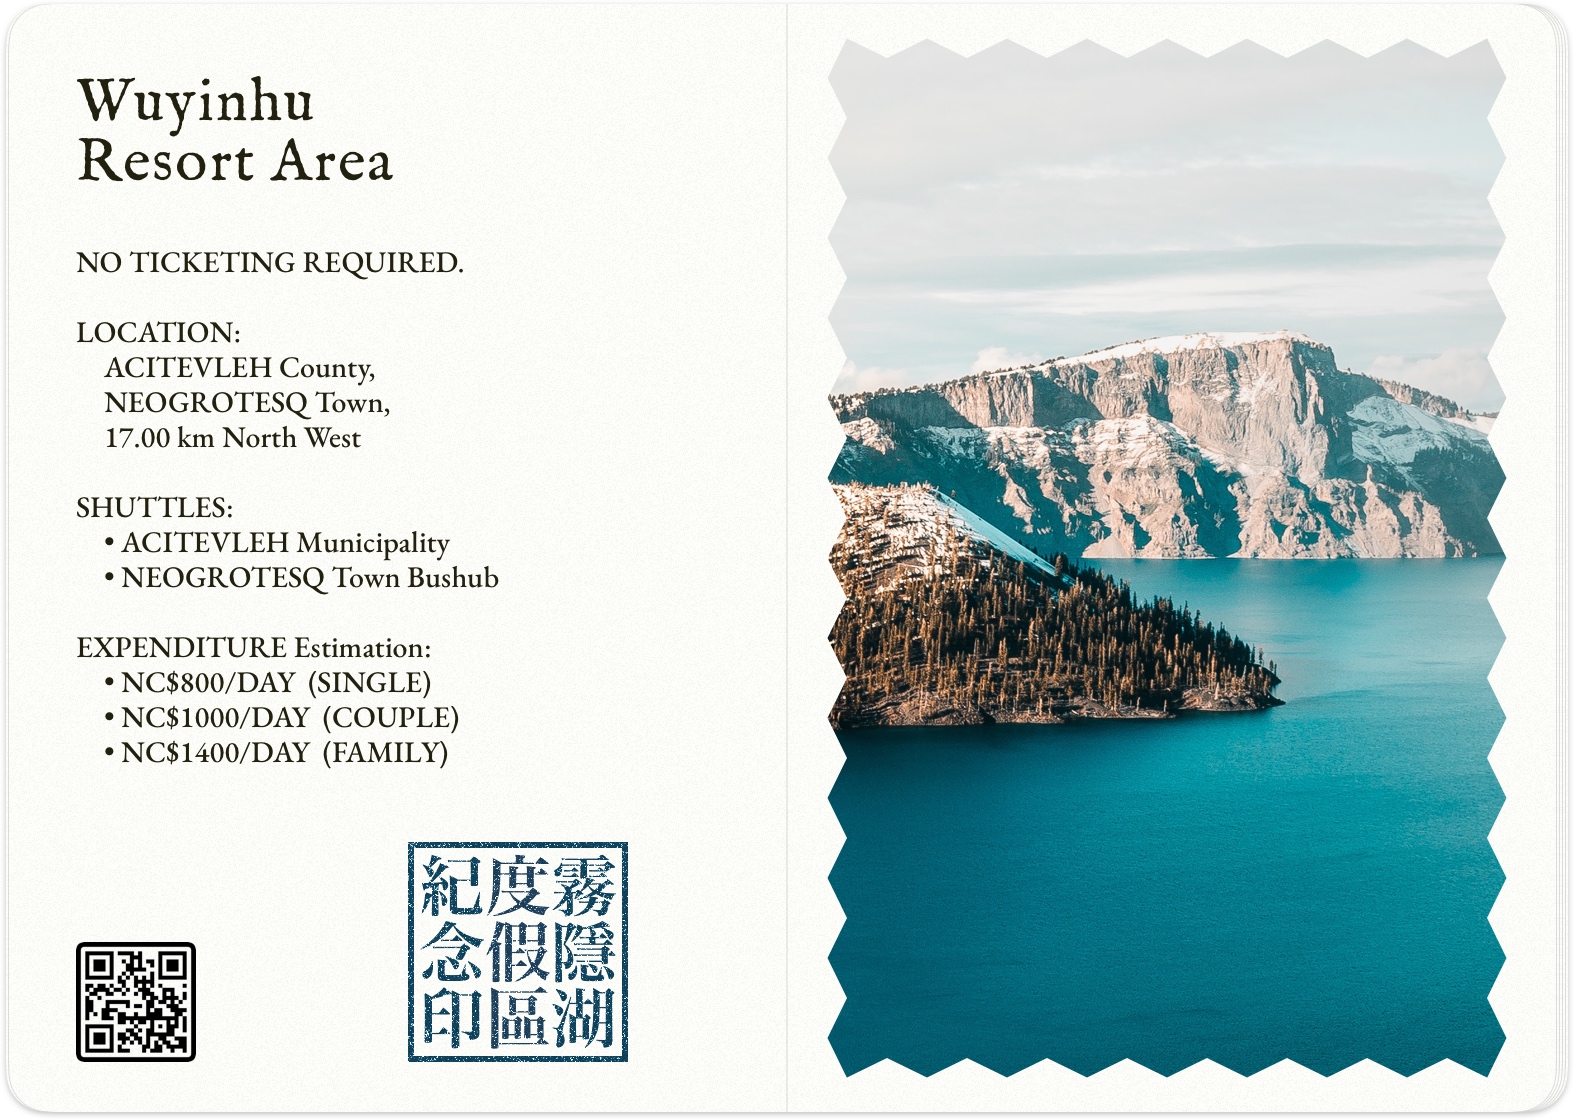 Wuyinhu
Resort Area
NO TICKETING REQUIRED.
LOCATION:
ACITEVLEH County,
NEOGROTESQ Town,
17.00 km North West
SHUTTLES:
• ACITEVLEH Municipality
• NEOGROTESQ Town Bushub
EXPENDITURE Estimation:
• NC$800/DAY (SINGLE)
• NC$1000/DAY (COUPLE)
• NC$1400/DAY (FAMILY)
霧隱湖
度假區
紀念印